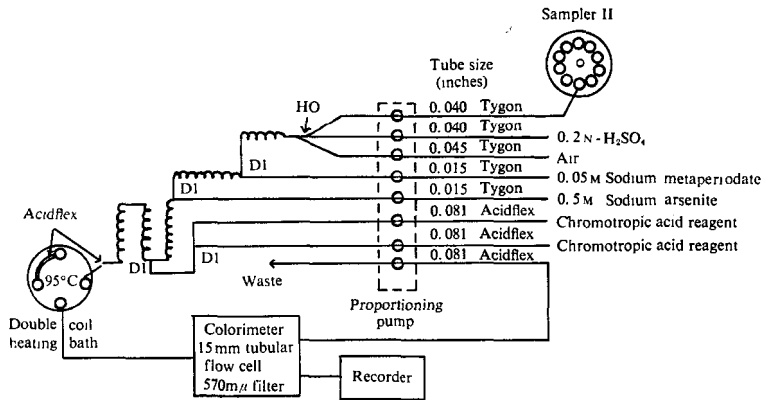 Sampler II
Tube size
(inches)
HO
0.040 Tygon
0.040 Tygon
0.2 N - H₂SO₄
0.045 Tygon
Air
D1
0.015 Tygon
0.05 M Sodium metaperiodate
D1
0.015 Tygon
0.5 M Sodium arsenite
Acidflex
0.081 Acidflex
Chromotropic acid reagent
0.081 Acidflex
Chromotropic acid reagent
D1
D1
0.081 Acidflex
95°C
Waste
Proportioning
pump
Double coil
heating bath
Colorimeter
15 mm tubular
flow cell
570 mµ filter
Recorder